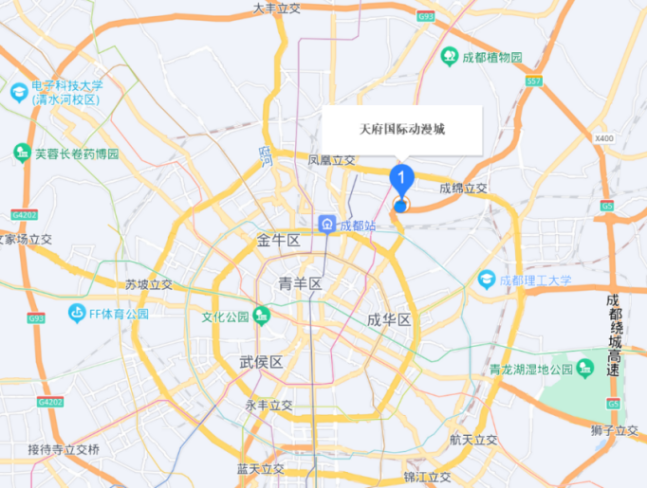 大丰立交
G93
成都植物园
S57
电子科技大学
(清水河校区)
天府国际动漫城
X400
芙蓉长卷药博园
府河
凤凰立交
1
成绵立交
G5
G4202
文家场立交
成都站
金牛区
苏坡立交
青羊区
成都理工大学
G93
FF体育公园
文化公园
成华区
成都绕城高速
武侯区
青龙湖湿地公园
G4202
永丰立交
G5
狮子立交
接待寺立交桥
航天立交
蓝天立交
锦江立交